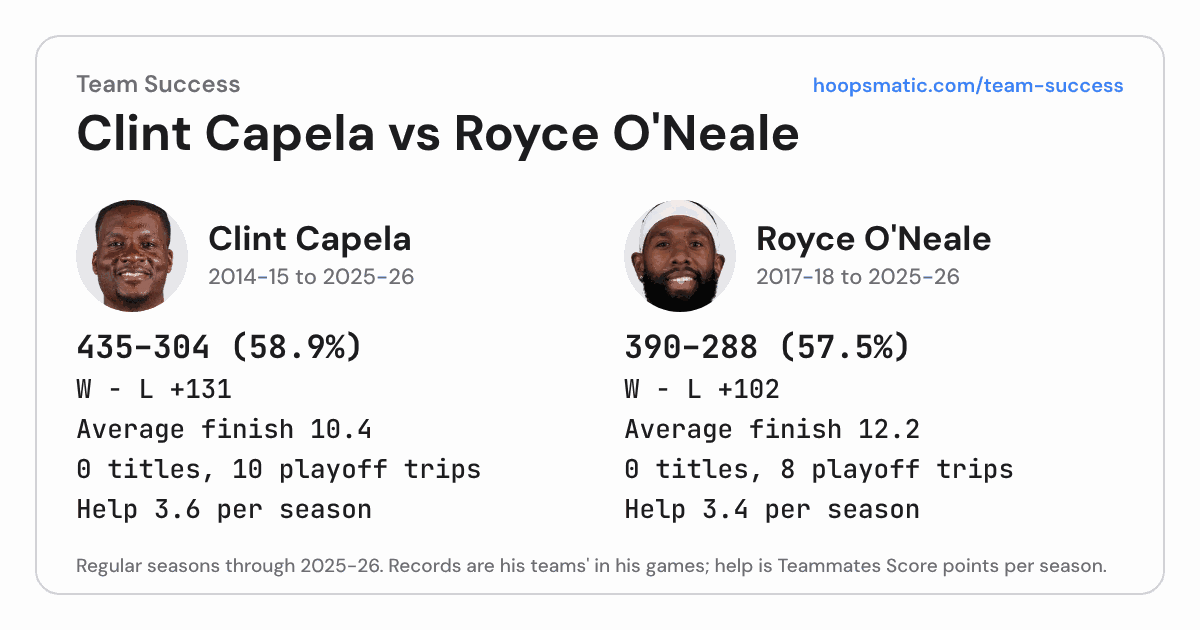 Team Success
hoopsmatic.com/team-success
Clint Capela vs Royce O'Neale
Clint Capela
2014-15 to 2025-26
435-304 (58.9%)
W - L +131
Average finish 10.4
0 titles, 10 playoff trips
Help 3.6 per season
Royce O'Neale
2017-18 to 2025-26
390-288 (57.5%)
W - L +102
Average finish 12.2
0 titles, 8 playoff trips
Help 3.4 per season
Regular seasons through 2025-26. Records are his teams' in his games; help is Teammates Score points per season.